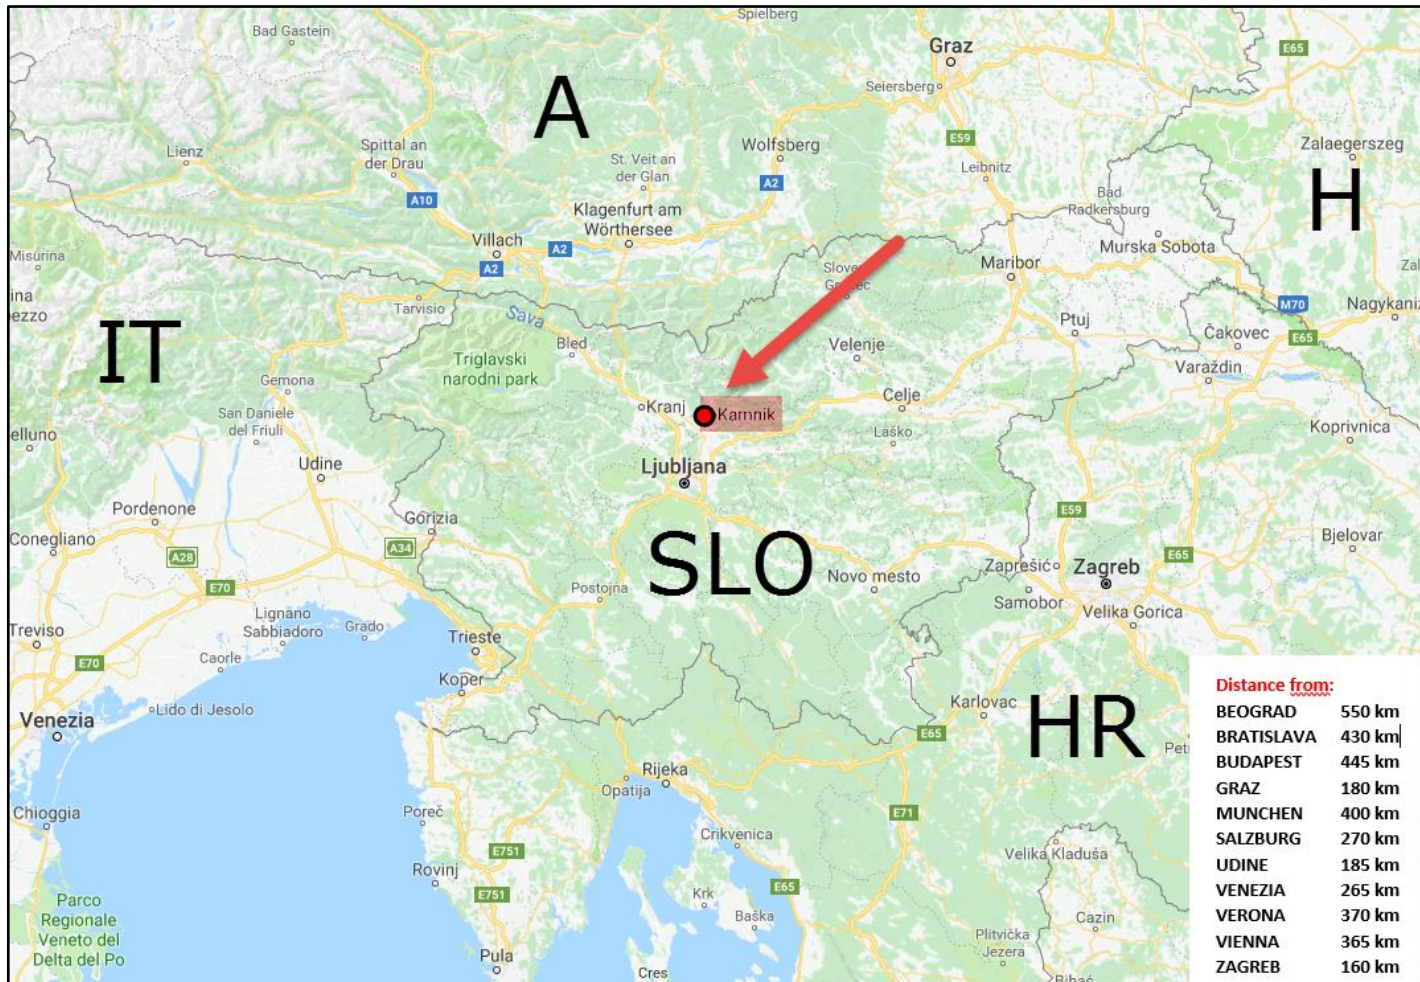 Spielberg
Bad Gastein
Graz
E65
A
Seiersberg
E59
Zalaegerszeg
Lienz
Spittal an
der Drau
St. Veit an
der Glan
Wolfsberg
Leibnitz
A2
H
A10
Klagenfurt am
Wörthersee
Bad
Radkersburg
Villach
A2
Murska Sobota
Misurina
A2
Maribor
ina
ezzo
Tarvisio
Sava
M70
Nagykaniz
IT
Bled
Velenje
Ptuj
Čakovec
E65
Triglavski
narodni park
Varaždin
Gemona
Kranj
Kamnik
Celje
San Daniele
del Friuli
Laško
Koprivnica
elluno
Udine
Ljubljana
Pordenone
Gorizia
E59
Conegliano
A28
A34
SLO
E65
Bjelovar
E70
Postojna
Novo mesto
Zaprešić
Zagreb
Samobor
Lignano
Sabbiadoro
Grado
Velika Gorica
Treviso
Trieste
E70
Caorle
Koper
Karlovac
Venezia
Lido di Jesolo
HR
E65
Rijeka
Opatija
Chioggia
Poreč
E71
Crikvenica
E751
Velika Kladuša
Rovinj
E751
E65
Krk
Parco
Regionale
Veneto del
Delta del Po
Baška
Cazin
Plitvička
Jezera
Pula
Cres
Bihać
Distance from:
BEOGRAD 550 km
BRATISLAVA 430 km
BUDAPEST 445 km
GRAZ 180 km
MUNCHEN 400 km
SALZBURG 270 km
UDINE 185 km
VENEZIA 265 km
VERONA 370 km
VIENNA 365 km
ZAGREB 160 km